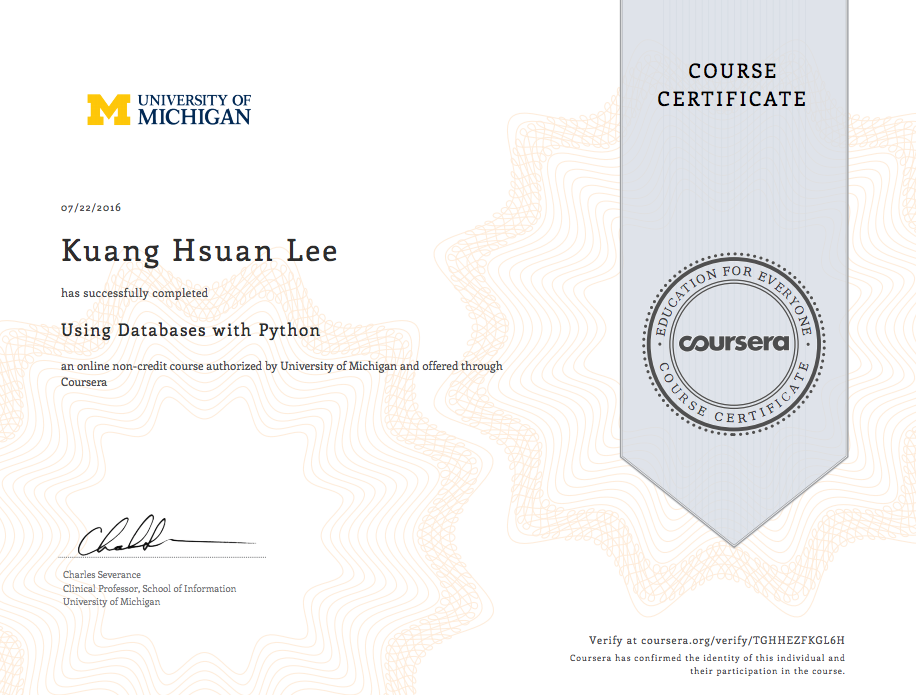 COURSE
CERTIFICATE
M UNIVERSITY OF
MICHIGAN
07/22/2016
Kuang Hsuan Lee
has successfully completed
Using Databases with Python
an online non-credit course authorized by University of Michigan and offered through
Coursera
EDUCATION FOR EVERYONE
coursera
COURSE CERTIFICATE
Charles Severance
Clinical Professor, School of Information
University of Michigan
Verify at coursera.org/verify/TGHHEZFKGL6H
Coursera has confirmed the identity of this individual and
their participation in the course.